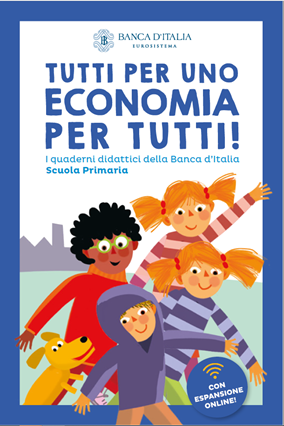 BANCA D'ITALIA
EUROSISTEMA
TUTTI PER UNO
ECONOMIA
PER TUTTI!
I quaderni didattici della Banca d'Italia
Scuola Primaria
CON
ESPANSIONE
ONLINE!